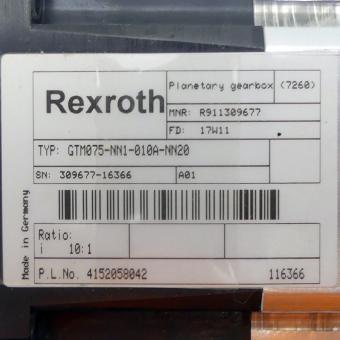 Rexroth
Planetary gearbox (7260)
MNR: R911309677
FD: 17W11
TYP: GTM075-NN1-010A-NN20
SN: 309677-16366 A01
Made in Germany
Ratio:
i 10:1
P.L.No. 4152058042 116366